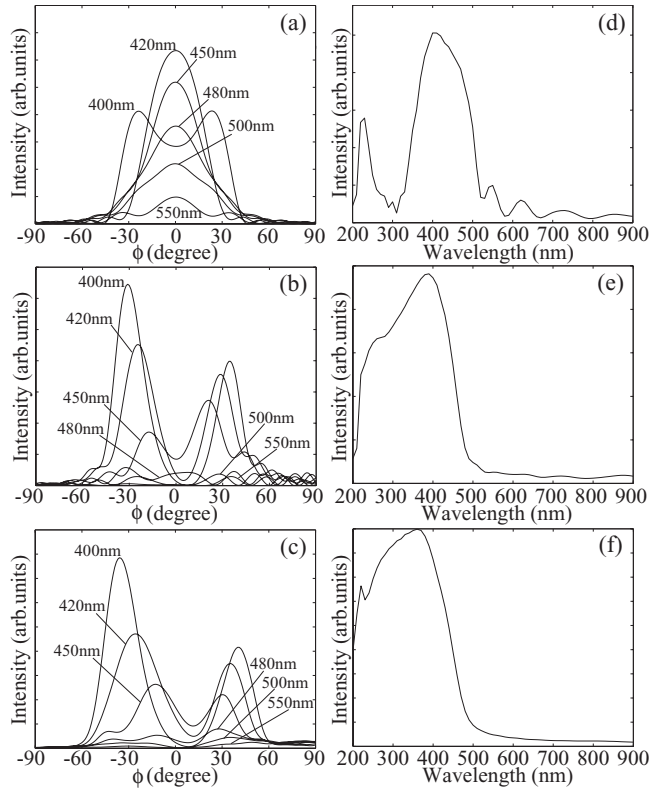 (a)
420nm
450nm
480nm
400nm
500nm
550nm
Intensity (arb.units)
-90 -60 -30 0 30 60 90
ϕ (degree)
(d)
Intensity (arb.units)
200 300 400 500 600 700 800 900
Wavelength (nm)
(b)
400nm
420nm
450nm
480nm
500nm
550nm
Intensity (arb.units)
-90 -60 -30 0 30 60 90
ϕ (degree)
(e)
Intensity (arb.units)
200 300 400 500 600 700 800 900
Wavelength (nm)
(c)
400nm
420nm
450nm
480nm
500nm
550nm
Intensity (arb.units)
-90 -60 -30 0 30 60 90
ϕ (degree)
(f)
Intensity (arb.units)
200 300 400 500 600 700 800 900
Wavelength (nm)